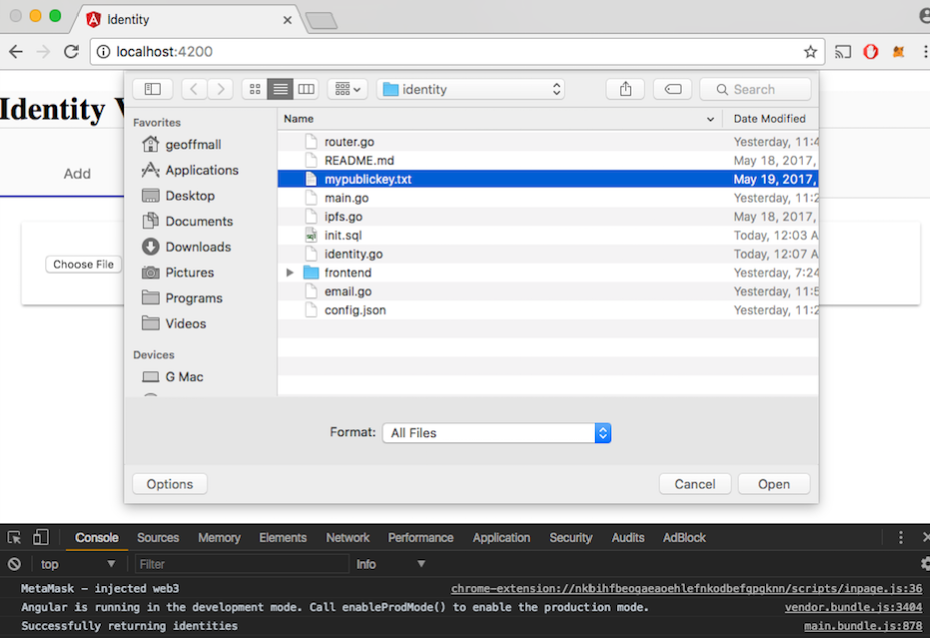 Identity
localhost:4200
Identity
identity
Search
Add
Choose File
Favorites
geoffmall
Applications
Desktop
Documents
Downloads
Pictures
Programs
Videos
Devices
G Mac
Name Date Modified
router.go Yesterday, 11:4
README.md May 18, 2017,
mypublickey.txt May 19, 2017,
main.go Yesterday, 11:2
ipfs.go May 18, 2017,
init.sql Today, 12:03 A
identity.go Today, 12:07 A
frontend Yesterday, 7:24
email.go Yesterday, 11:5
config.json Yesterday, 11:2
Format: All Files
Options Cancel Open
Console Sources Memory Elements Network Performance Application Security Audits AdBlock
top Filter Info
MetaMask - injected web3 chrome-extension://nkbihfbeogaeaoehlefnkodbefgpgknn/scripts/inpage.js:36
Angular is running in the development mode. Call enableProdMode() to enable the production mode. vendor.bundle.js:3404
Successfully returning identities main.bundle.js:878